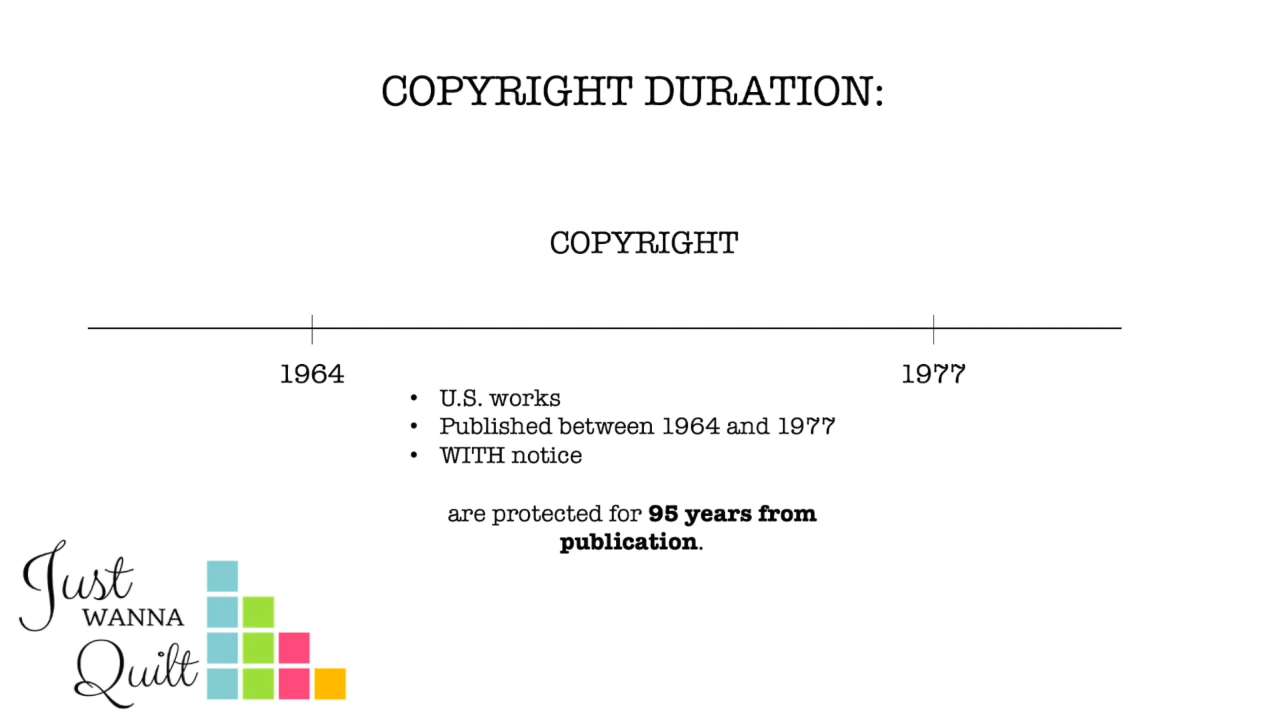 COPYRIGHT DURATION:
COPYRIGHT
1964
1977
• U.S. works
• Published between 1964 and 1977
• WITH notice
are protected for 95 years from
publication.
Just
WANNA
Quilt